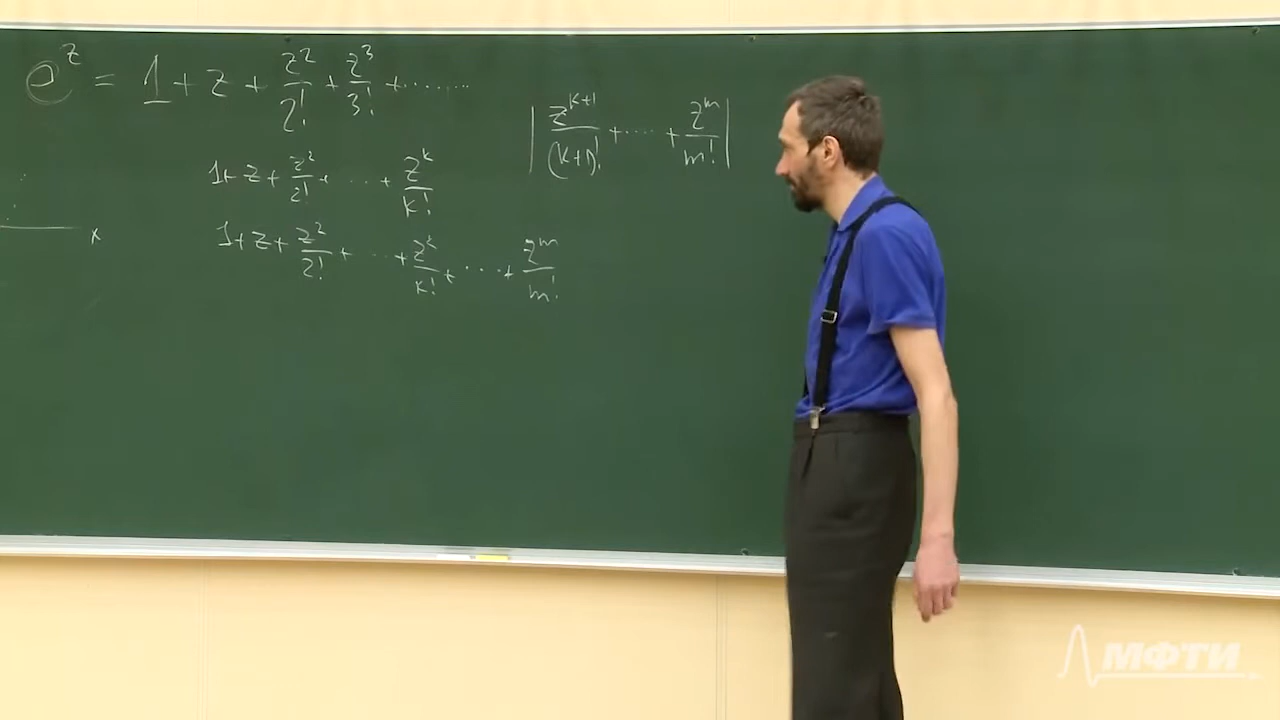 e^z = 1 + z + z^2/2! + z^3/3! + .......
|z^{k+1}/(k+1)! + .... + z^m/m!|
1 + z + z^2/2! + ... + z^k/k!
1 + z + z^2/2! + ... + z^k/k! + ... + z^m/m!
x
МФТИ